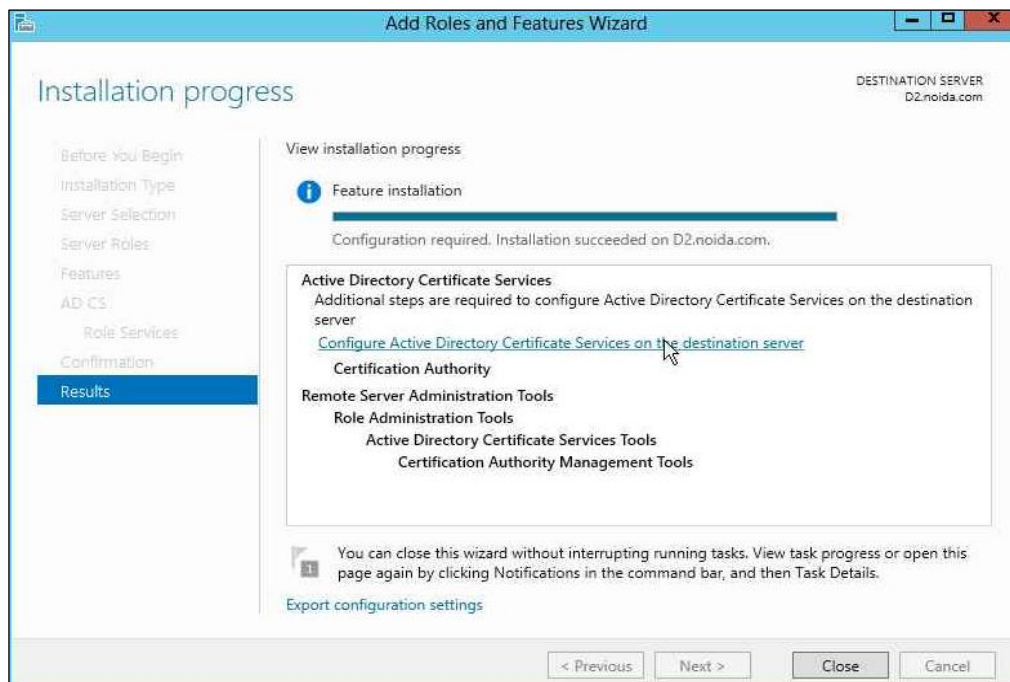 Add Roles and Features Wizard
Installation progress
DESTINATION SERVER
D2.noida.com
Before You Begin
Installation Type
Server Selection
Server Roles
Features
AD CS
Role Services
Confirmation
Results
View installation progress
Feature installation
Configuration required. Installation succeeded on D2.noida.com.
Active Directory Certificate Services
Additional steps are required to configure Active Directory Certificate Services on the destination
server
Configure Active Directory Certificate Services on the destination server
Certification Authority
Remote Server Administration Tools
Role Administration Tools
Active Directory Certificate Services Tools
Certification Authority Management Tools
1
You can close this wizard without interrupting running tasks. View task progress or open this
page again by clicking Notifications in the command bar, and then Task Details.
Export configuration settings
< Previous
Next >
Close
Cancel